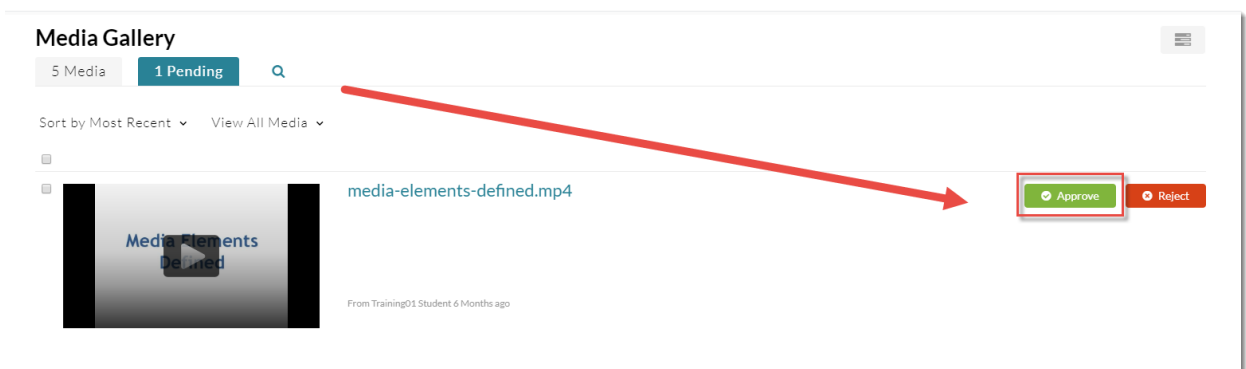 Media Gallery
5 Media 1 Pending
Sort by Most Recent View All Media
media-elements-defined.mp4 Approve Reject
Media Elements
Defined
From Training01 Student 6 Months ago